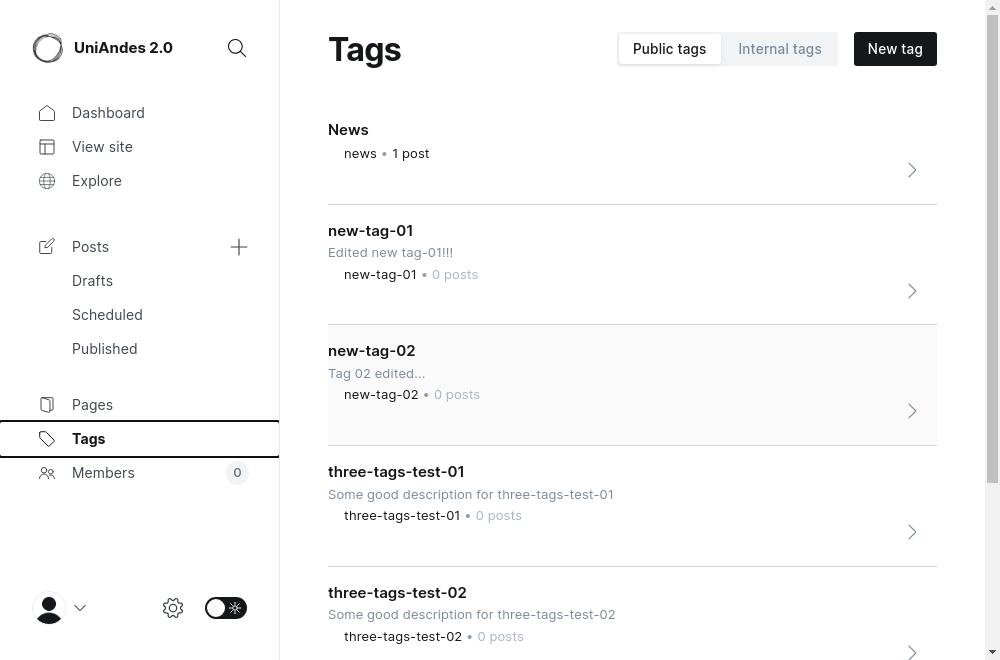 UniAndes 2.0
Dashboard
View site
Explore
Posts
Drafts
Scheduled
Published
Pages
Tags
Members 0
Tags
Public tags Internal tags New tag
News
news • 1 post
new-tag-01
Edited new tag-01!!!
new-tag-01 • 0 posts
new-tag-02
Tag 02 edited...
new-tag-02 • 0 posts
three-tags-test-01
Some good description for three-tags-test-01
three-tags-test-01 • 0 posts
three-tags-test-02
Some good description for three-tags-test-02
three-tags-test-02 • 0 posts